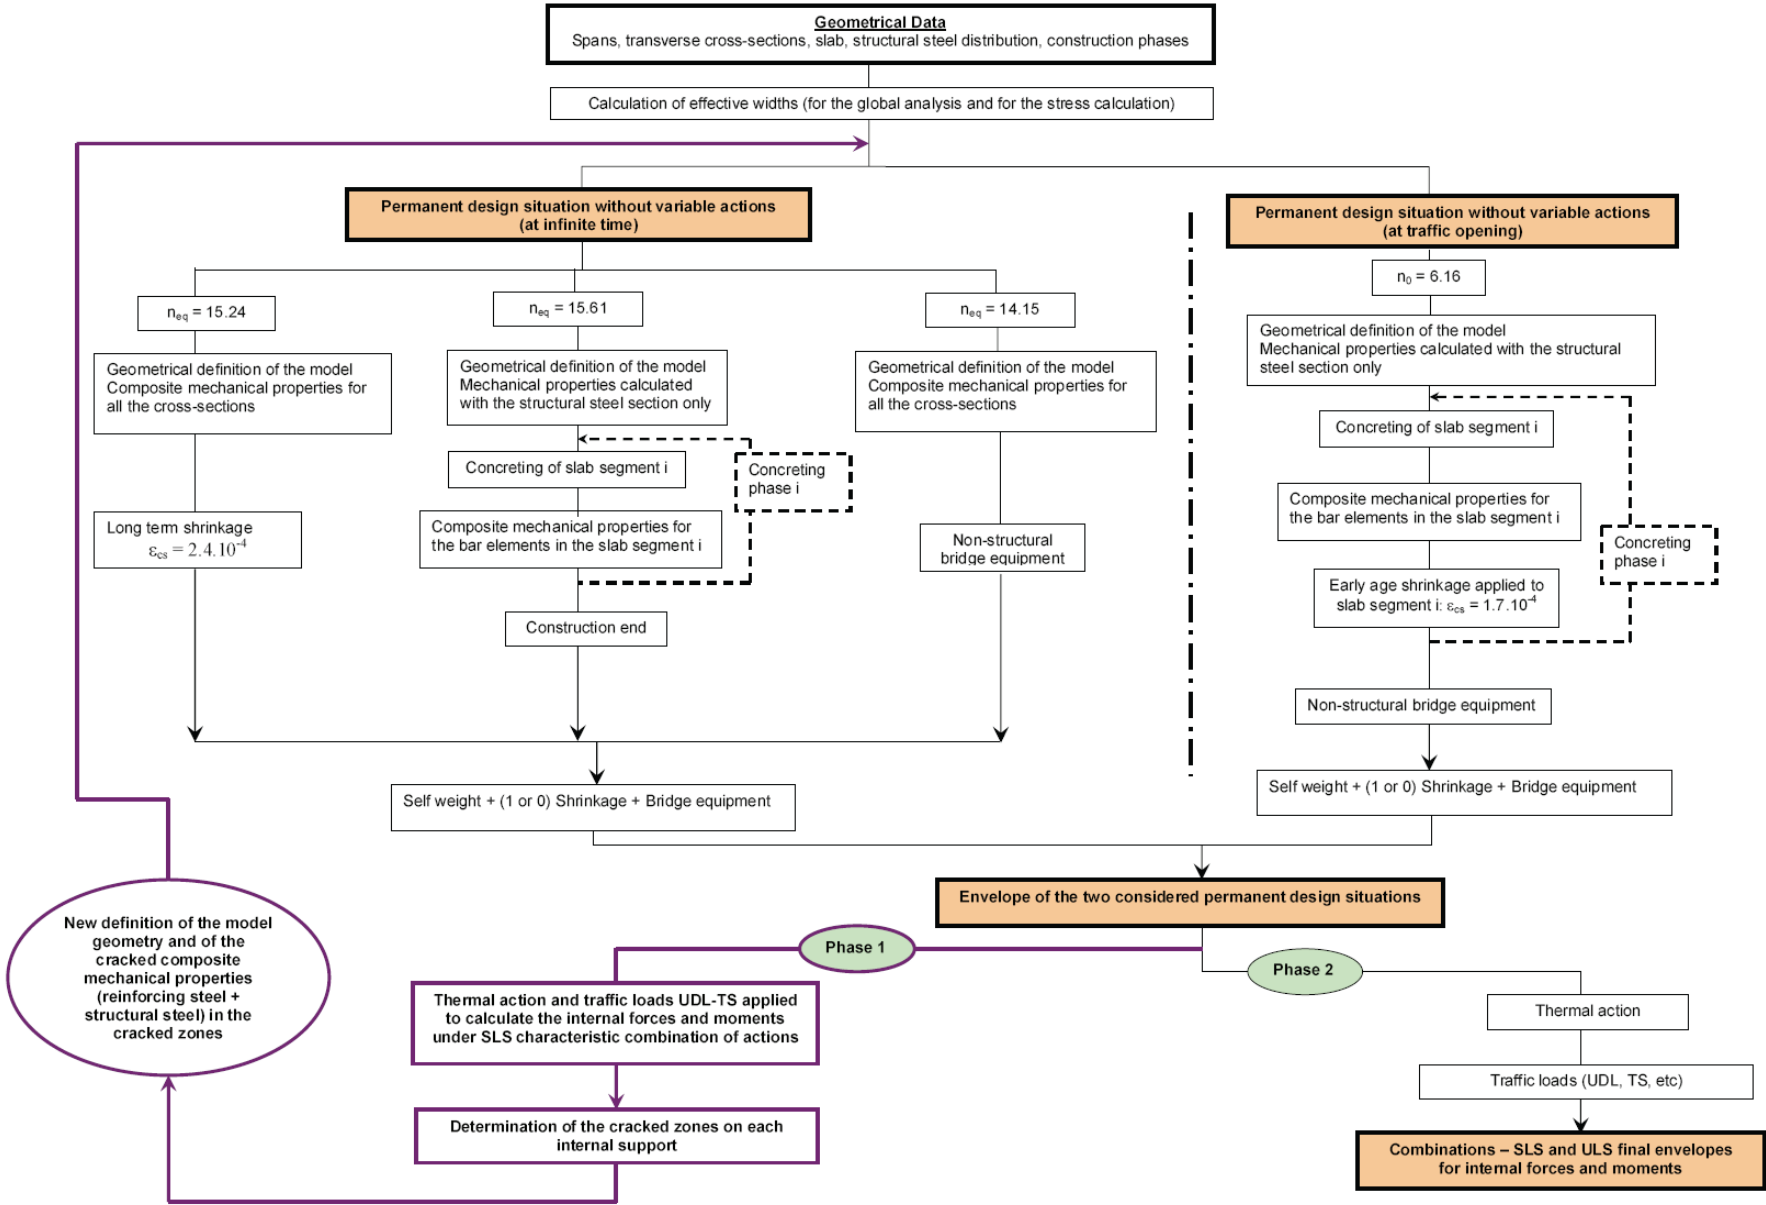 Geometrical Data
Spans, transverse cross-sections, slab, structural steel distribution, construction phases
Calculation of effective widths (for the global analysis and for the stress calculation)
Permanent design situation without variable actions
(at infinite time)
Permanent design situation without variable actions
(at traffic opening)
n₀ = 6.16
neq = 15.24
neq = 15.61
neq = 14.15
Geometrical definition of the model
Composite mechanical properties for
all the cross-sections
Geometrical definition of the model
Mechanical properties calculated
with the structural steel section only
Geometrical definition of the model
Composite mechanical properties for
all the cross-sections
Geometrical definition of the model
Mechanical properties calculated with the structural
steel section only
Concreting of slab segment i
Concreting of slab segment i
Concreting
phase i
Long term shrinkage
εcs = 2.4.10⁻⁴
Composite mechanical properties for
the bar elements in the slab segment i
Non-structural
bridge equipment
Composite mechanical properties for
the bar elements in the slab segment i
Concreting
phase i
Early age shrinkage applied to
slab segment i: εcs = 1.7.10⁻⁴
Construction end
Non-structural bridge equipment
Self weight + (1 or 0) Shrinkage + Bridge equipment
Self weight + (1 or 0) Shrinkage + Bridge equipment
Envelope of the two considered permanent design situations
Phase 1
Phase 2
New definition of the model
geometry and of the
cracked composite
mechanical properties
(reinforcing steel +
structural steel) in the
cracked zones
Thermal action and traffic loads UDL-TS applied
to calculate the internal forces and moments
under SLS characteristic combination of actions
Thermal action
Traffic loads (UDL, TS, etc)
Determination of the cracked zones on each
internal support
Combinations – SLS and ULS final envelopes
for internal forces and moments